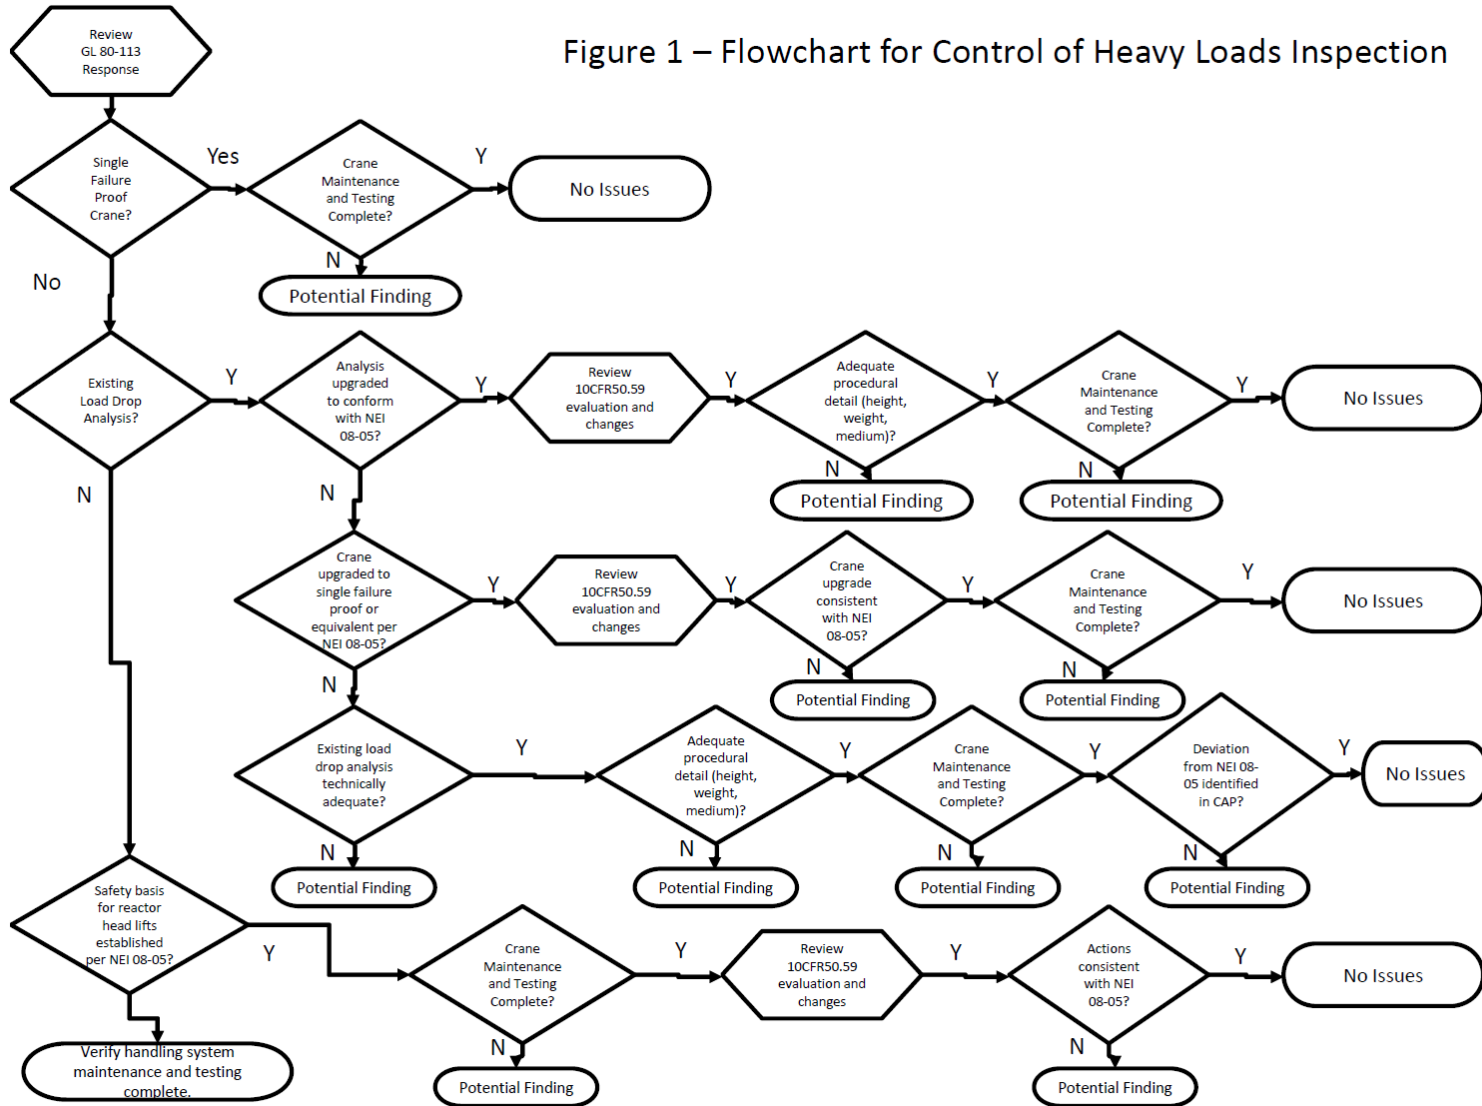 Figure 1 – Flowchart for Control of Heavy Loads Inspection
Review
GL 80-113
Response
Single
Failure
Proof
Crane?
Yes
Crane
Maintenance
and Testing
Complete?
Y
No Issues
N
Potential Finding
No
Existing
Load Drop
Analysis?
Y
Analysis
upgraded
to conform
with NEI
08-05?
Y
Review
10CFR50.59
evaluation and
changes
Y
Adequate
procedural
detail (height,
weight,
medium)?
Y
Crane
Maintenance
and Testing
Complete?
Y
No Issues
N
Potential Finding
N
Potential Finding
N
N
Crane
upgraded to
single failure
proof or
equivalent per
NEI 08-05?
Y
Review
10CFR50.59
evaluation and
changes
Y
Crane
upgrade
consistent
with NEI
08-05?
Y
Crane
Maintenance
and Testing
Complete?
Y
No Issues
N
Potential Finding
N
Potential Finding
N
Existing load
drop analysis
technically
adequate?
Y
Adequate
procedural
detail (height,
weight,
medium)?
Y
Crane
Maintenance
and Testing
Complete?
Y
Deviation
from NEI 08-
05 identified
in CAP?
Y
No Issues
N
Potential Finding
N
Potential Finding
N
Potential Finding
N
Potential Finding
Safety basis
for reactor
head lifts
established
per NEI 08-05?
Y
Crane
Maintenance
and Testing
Complete?
Y
Review
10CFR50.59
evaluation and
changes
Y
Actions
consistent
with NEI
08-05?
Y
No Issues
N
Potential Finding
N
Potential Finding
Verify handling system
maintenance and testing
complete.